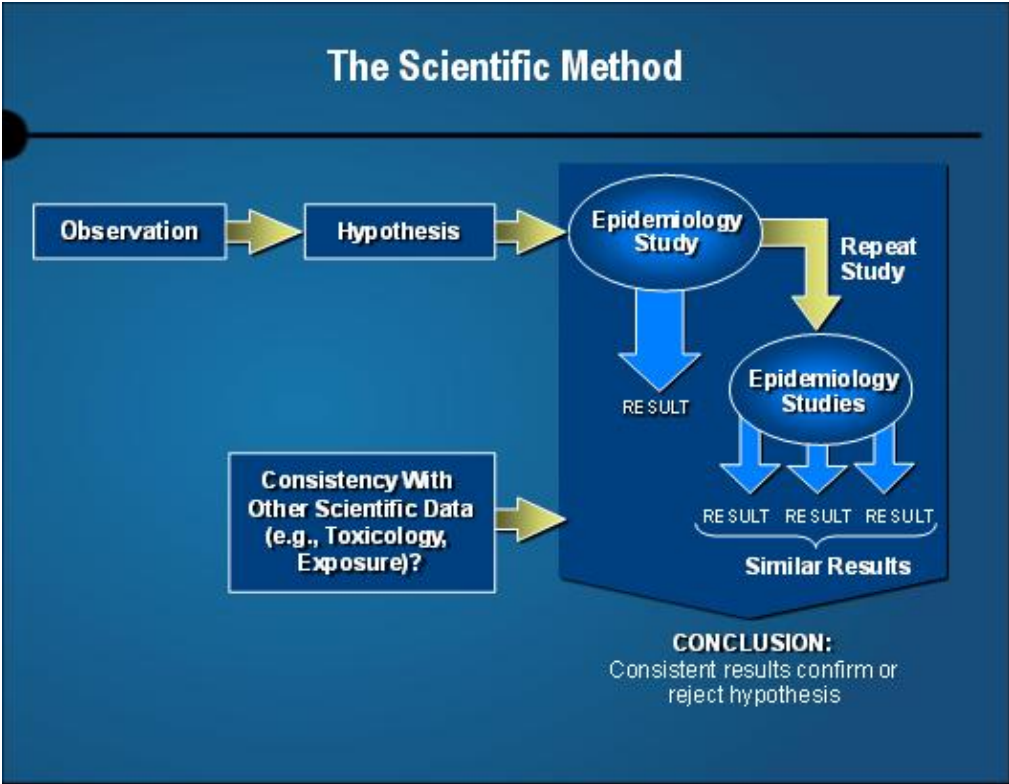 The Scientific Method
Observation
Hypothesis
Epidemiology
Study
Repeat
Study
RESULT
Epidemiology
Studies
Consistency With
Other Scientific Data
(e.g., Toxicology,
Exposure)?
RESULT RESULT RESULT
Similar Results
CONCLUSION:
Consistent results confirm or
reject hypothesis